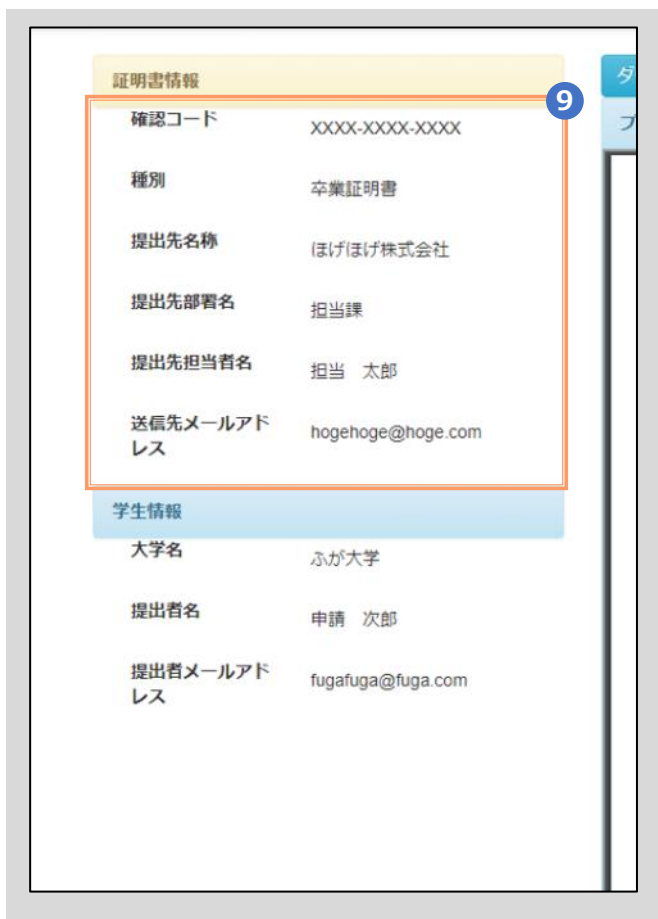 証明書情報
9
確認コード XXXX-XXXX-XXXX
種別 卒業証明書
提出先名称 ほげほげ株式会社
提出先部署名 担当課
提出先担当者名 担当　太郎
送信先メールアド
レス
hogehoge@hoge.com
学生情報
大学名 ふが大学
提出者名 申請　次郎
提出者メールアド
レス
fugafuga@fuga.com
ダ
プ